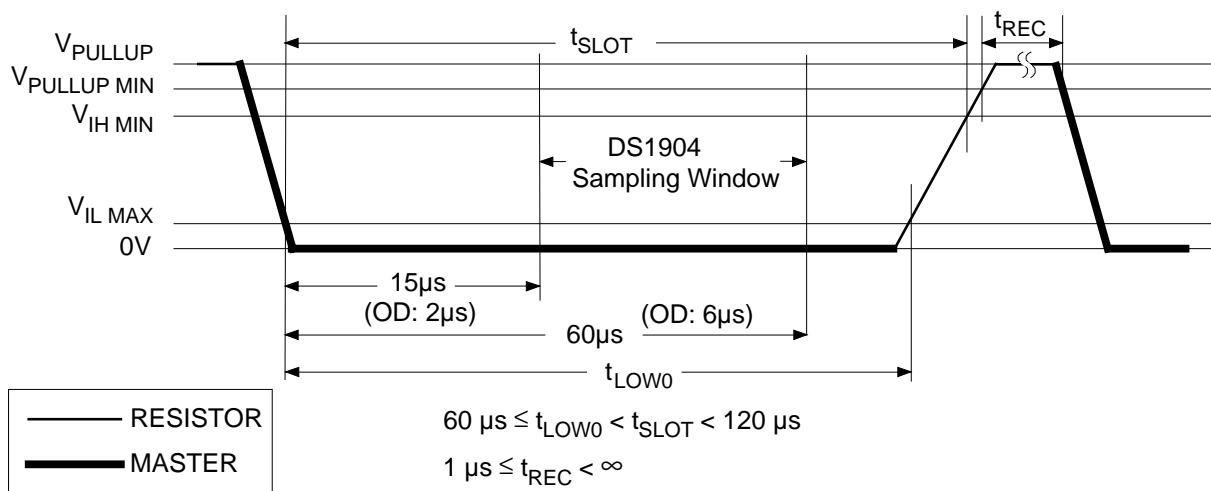 t_SLOT
t_REC
V_PULLUP
V_PULLUP MIN
V_IH MIN
DS1904
Sampling Window
V_IL MAX
0V
15µs
(OD: 2µs)
(OD: 6µs)
60µs
t_LOW0
RESISTOR
MASTER
60 µs ≤ t_LOW0 < t_SLOT < 120 µs
1 µs ≤ t_REC < ∞